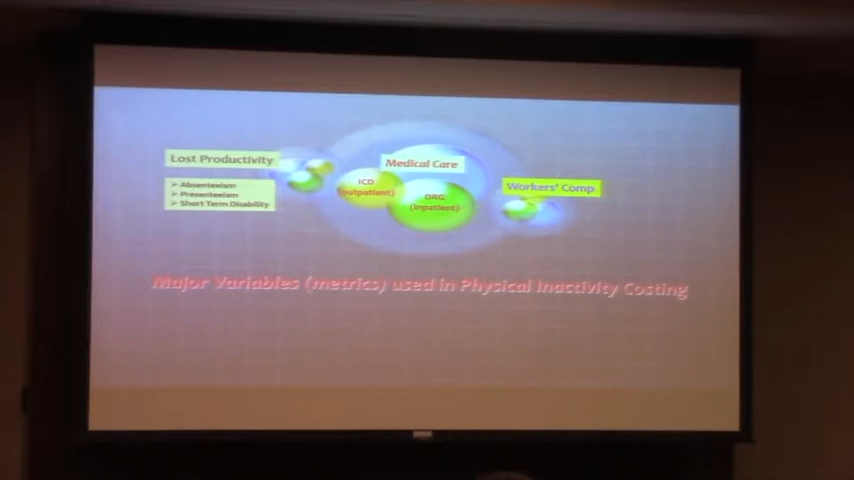 Lost Productivity
➢ Absenteeism
➢ Presenteeism
➢ Short Term Disability
Medical Care
ICD
(outpatient)
DRG
(inpatient)
Workers' Comp
Major Variables (metrics) used in Physical Inactivity Costing